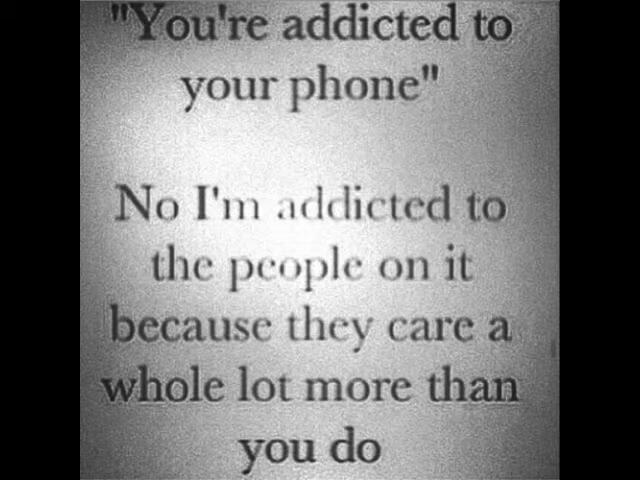 "You're addicted to
your phone"
No I'm addicted to
the people on it
because they care a
whole lot more than
you do